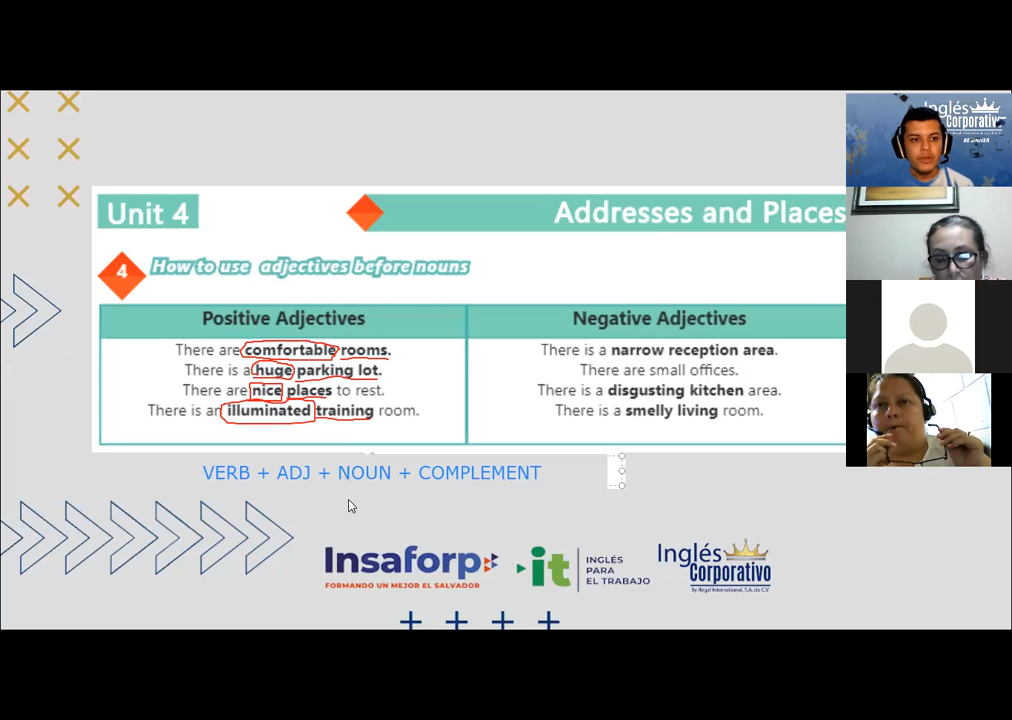 Inglés
Corporativo
Unit 4
Addresses and Places
4
How to use adjectives before nouns
Positive Adjectives
Negative Adjectives
There are comfortable rooms.
There is a huge parking lot.
There are nice places to rest.
There is an illuminated training room.
There is a narrow reception area.
There are small offices.
There is a disgusting kitchen area.
There is a smelly living room.
VERB + ADJ + NOUN + COMPLEMENT
Insaforp
FORMANDO UN MEJOR EL SALVADOR
it
INGLÉS
PARA
EL TRABAJO
Inglés
Corporativo
By Regal International, S.A. de C.V.